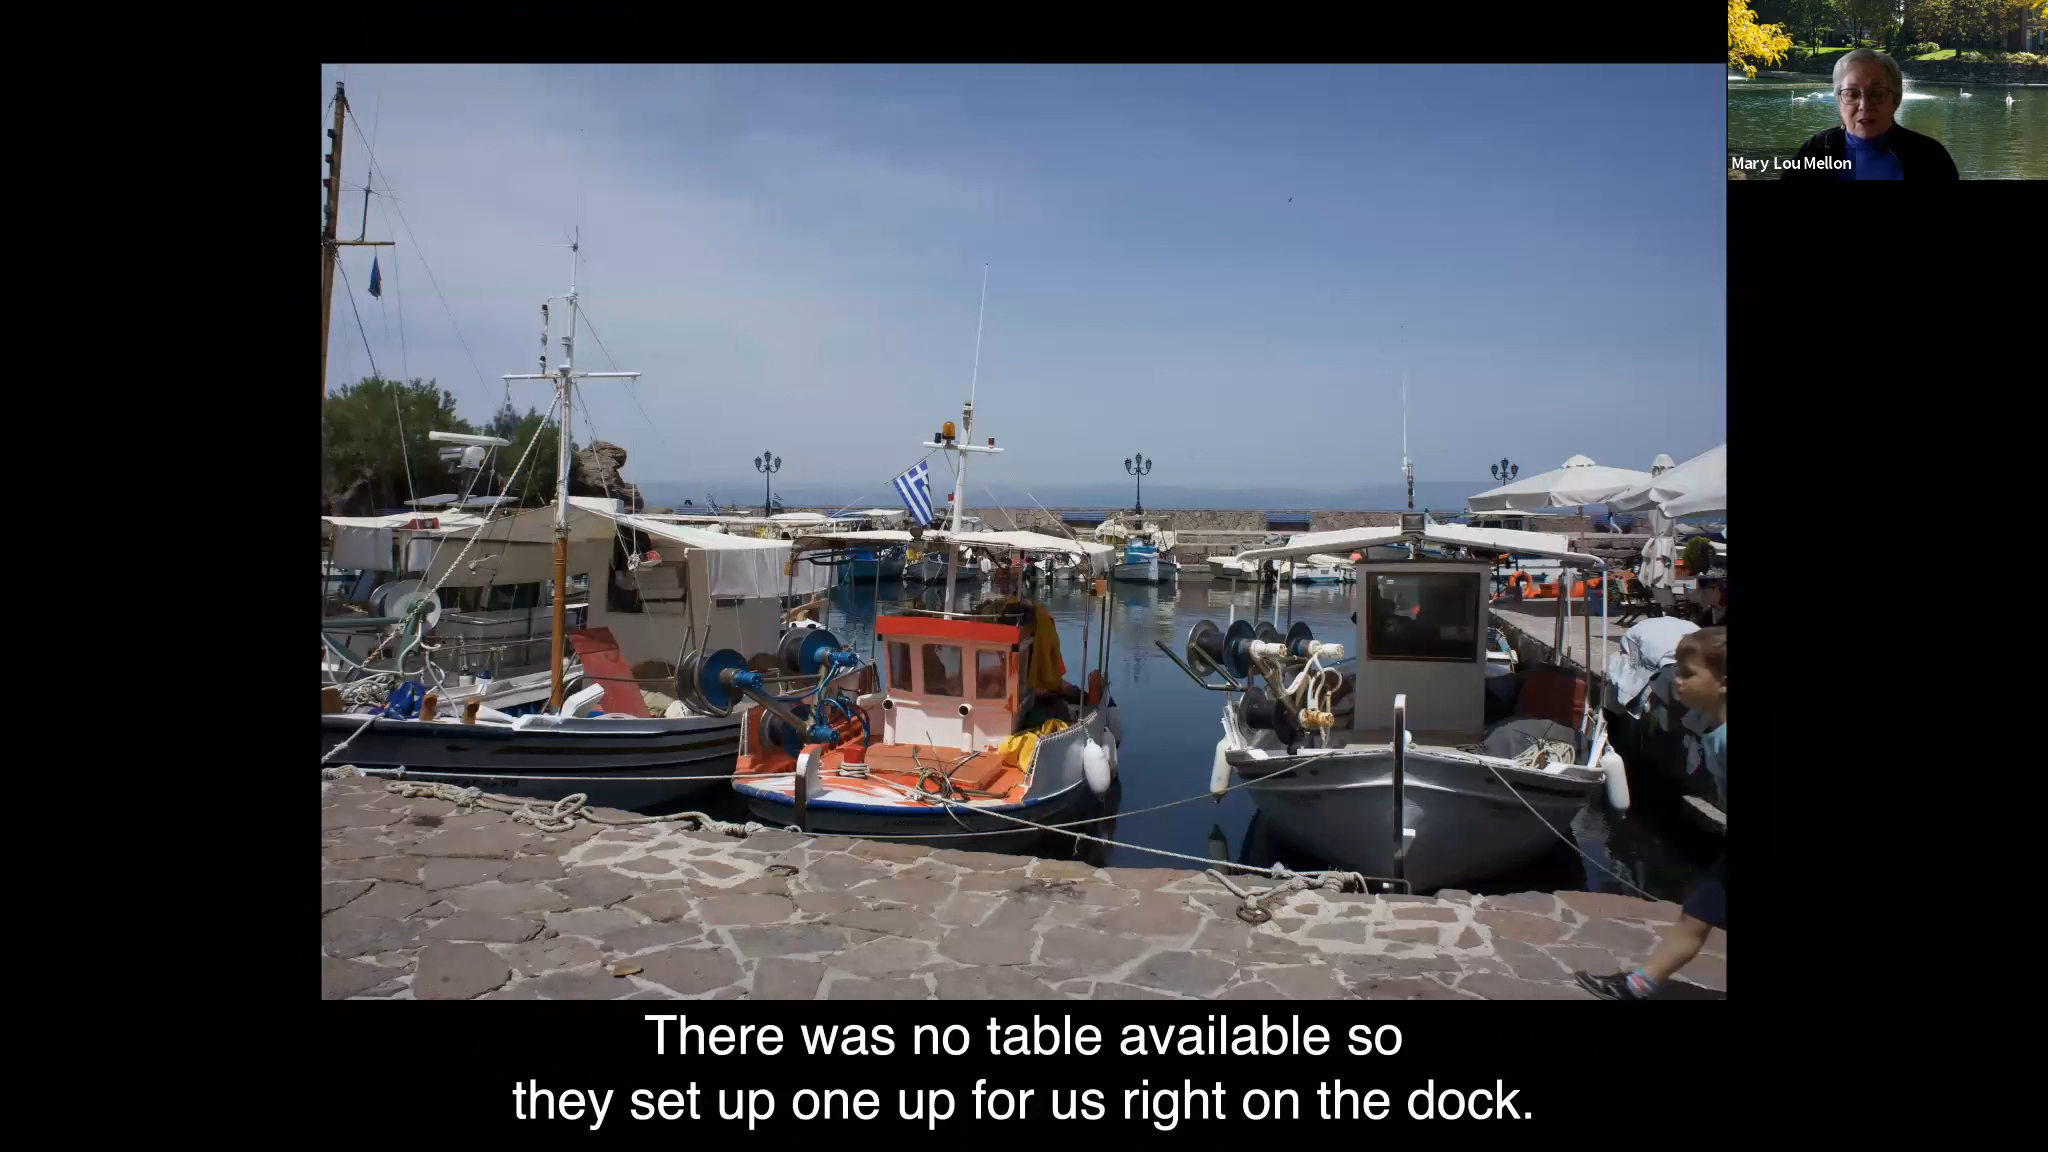 Mary Lou Mellon
There was no table available so
they set up one up for us right on the dock.